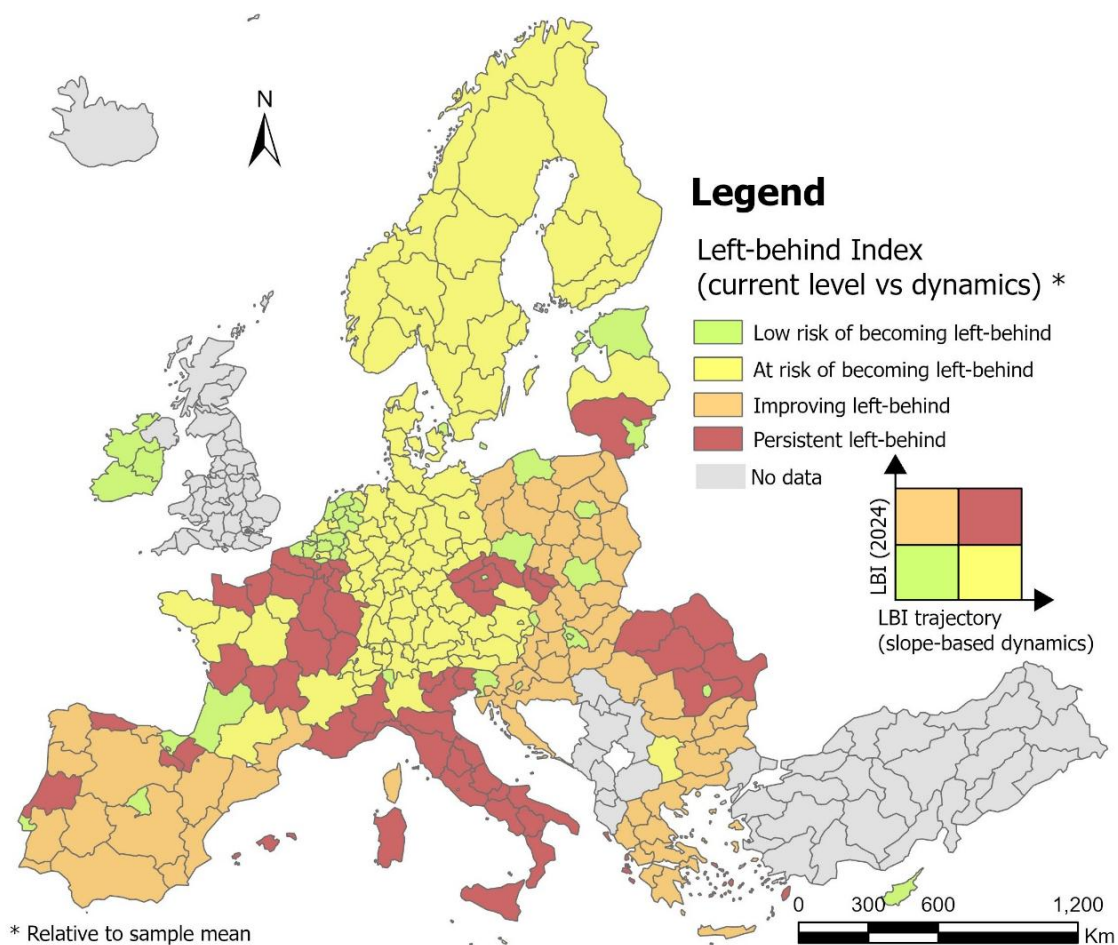 N
Legend
Left-behind Index
(current level vs dynamics) *
Low risk of becoming left-behind
At risk of becoming left-behind
Improving left-behind
Persistent left-behind
No data
LBI (2024)
LBI trajectory
(slope-based dynamics)
0 300 600 1,200
Km
* Relative to sample mean